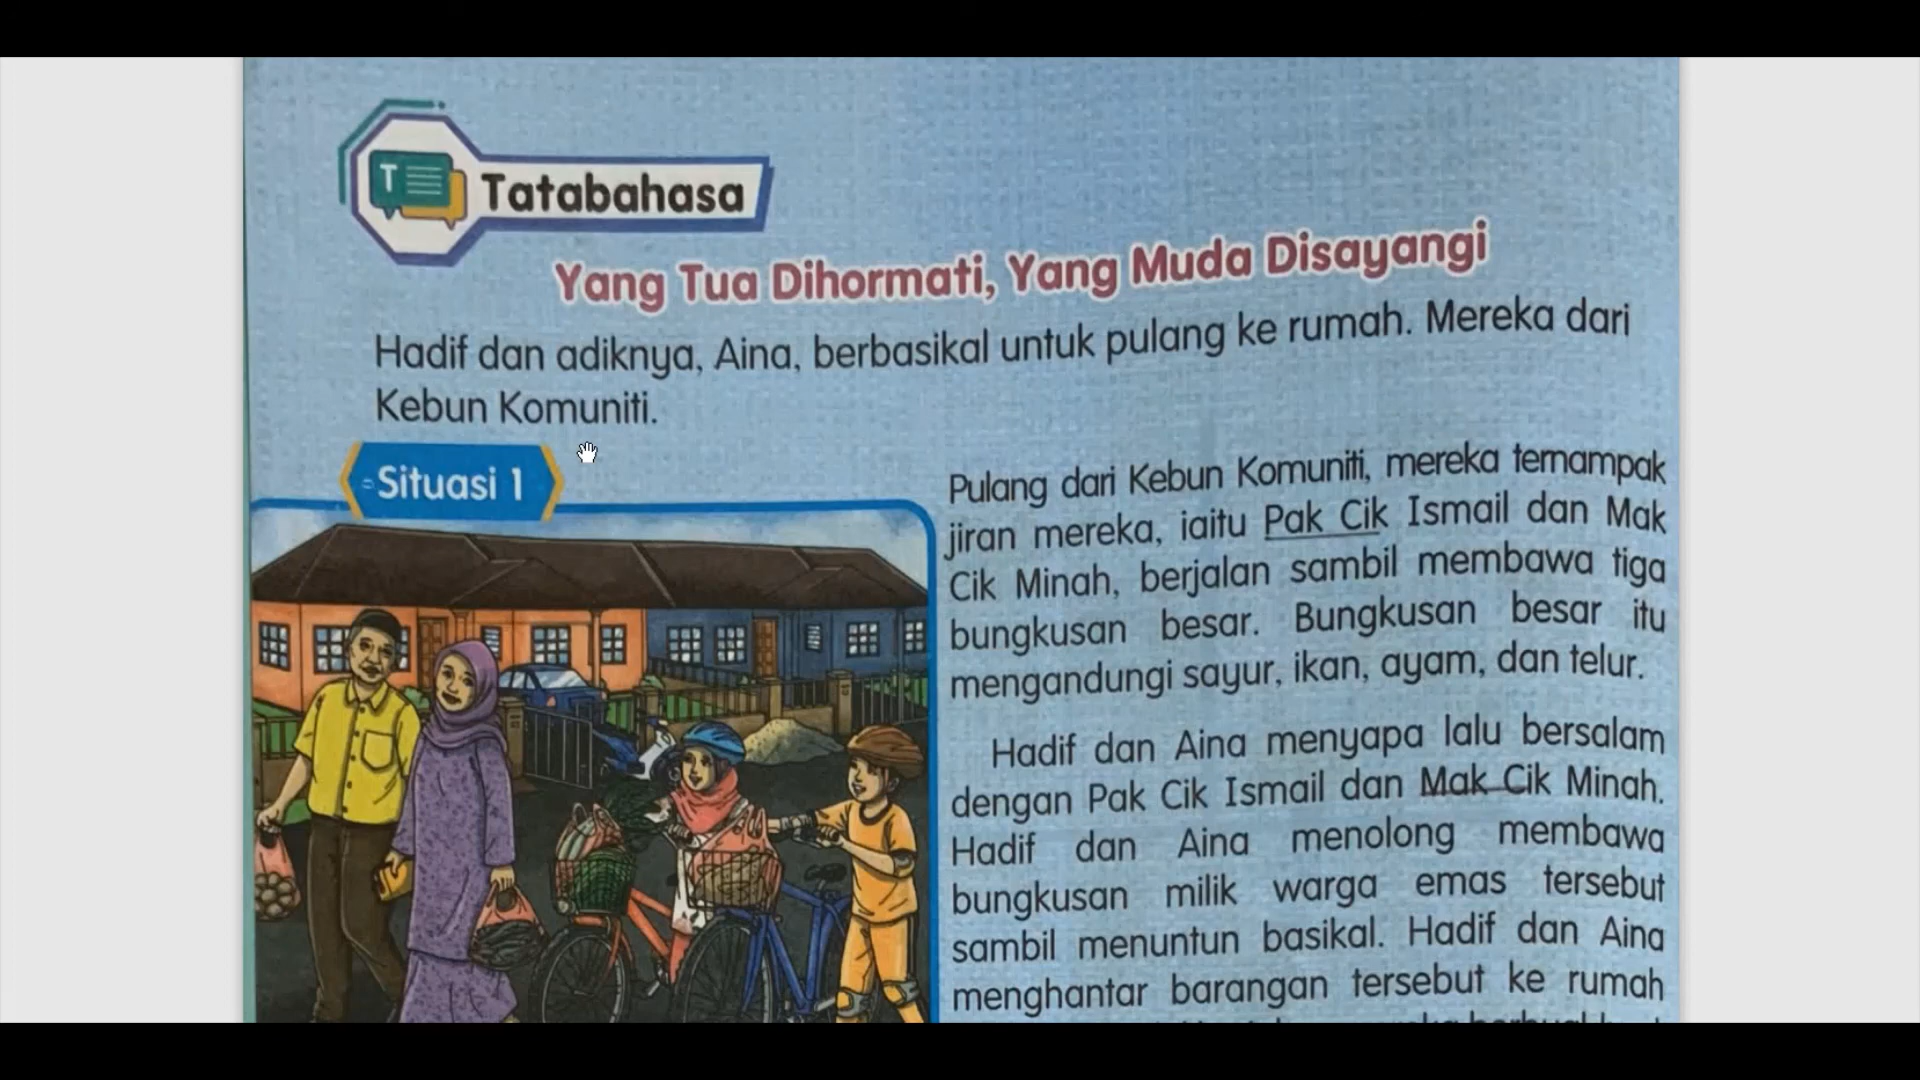 Tatabahasa
Yang Tua Dihormati, Yang Muda Disayangi
Hadif dan adiknya, Aina, berbasikal untuk pulang ke rumah. Mereka dari
Kebun Komuniti.
Situasi 1
Pulang dari Kebun Komuniti, mereka ternampak
jiran mereka, iaitu Pak Cik Ismail dan Mak
Cik Minah, berjalan sambil membawa tiga
bungkusan besar. Bungkusan besar itu
mengandungi sayur, ikan, ayam, dan telur.
Hadif dan Aina menyapa lalu bersalam
dengan Pak Cik Ismail dan Mak Cik Minah.
Hadif dan Aina menolong membawa
bungkusan milik warga emas tersebut
sambil menuntun basikal. Hadif dan Aina
menghantar barangan tersebut ke rumah